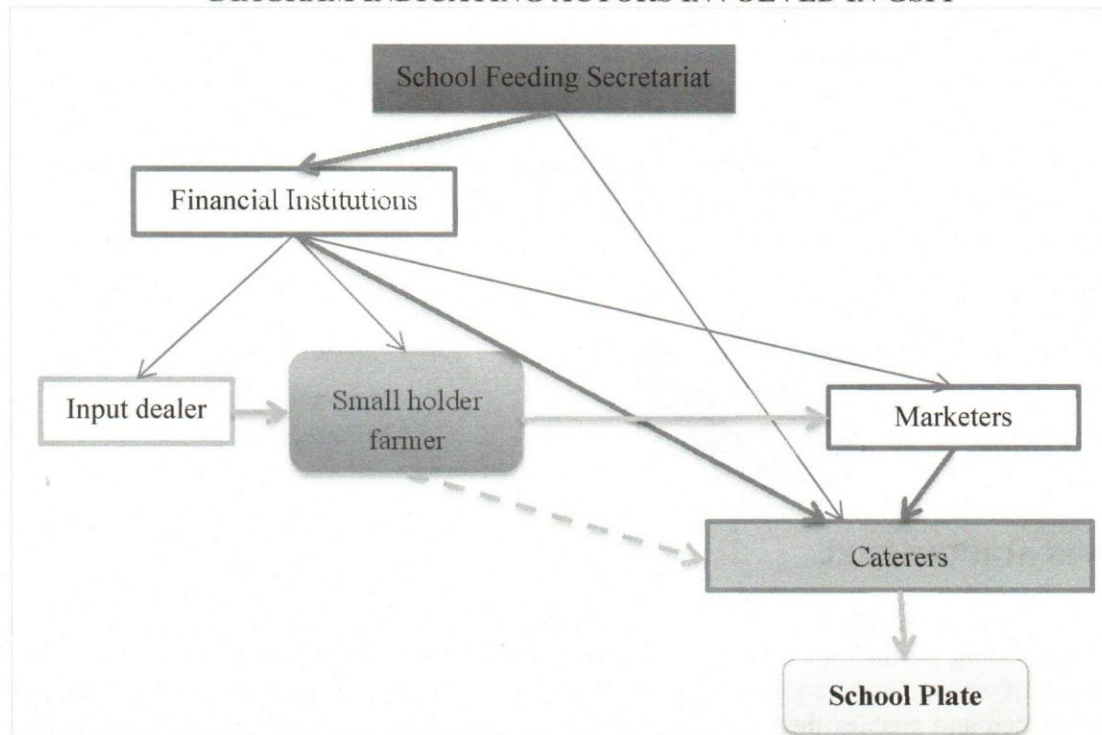 School Feeding Secretariat
Financial Institutions
Input dealer
Small holder
farmer
Marketers
Caterers
School Plate